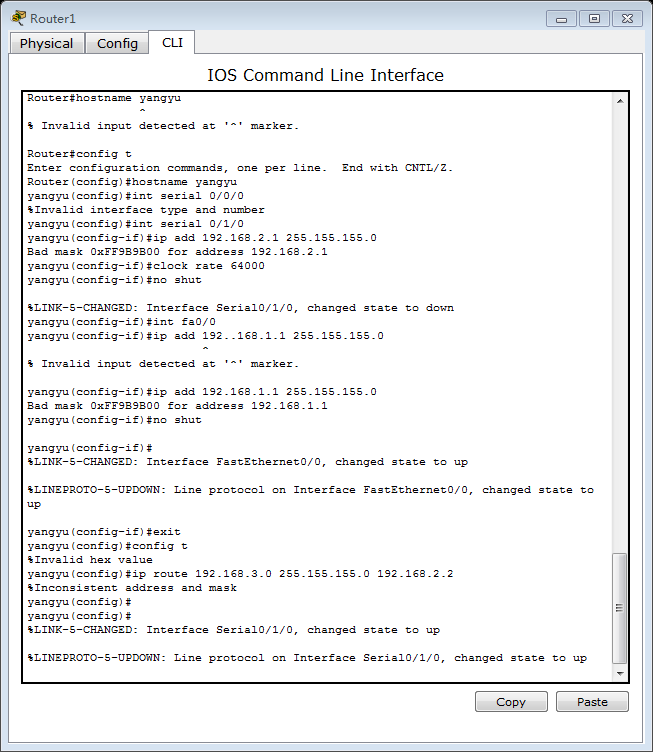 Router1
Physical Config CLI
IOS Command Line Interface
Router#hostname yangyu
^
% Invalid input detected at '^' marker.
Router#config t
Enter configuration commands, one per line.  End with CNTL/Z.
Router(config)#hostname yangyu
yangyu(config)#int serial 0/0/0
%Invalid interface type and number
yangyu(config)#int serial 0/1/0
yangyu(config-if)#ip add 192.168.2.1 255.155.155.0
Bad mask 0xFF9B9B00 for address 192.168.2.1
yangyu(config-if)#clock rate 64000
yangyu(config-if)#no shut
%LINK-5-CHANGED: Interface Serial0/1/0, changed state to down
yangyu(config-if)#int fa0/0
yangyu(config-if)#ip add 192..168.1.1 255.155.155.0
^
% Invalid input detected at '^' marker.
yangyu(config-if)#ip add 192.168.1.1 255.155.155.0
Bad mask 0xFF9B9B00 for address 192.168.1.1
yangyu(config-if)#no shut
yangyu(config-if)#
%LINK-5-CHANGED: Interface FastEthernet0/0, changed state to up
%LINEPROTO-5-UPDOWN: Line protocol on Interface FastEthernet0/0, changed state to
up
yangyu(config-if)#exit
yangyu(config)#config t
%Invalid hex value
yangyu(config)#ip route 192.168.3.0 255.155.155.0 192.168.2.2
%Inconsistent address and mask
yangyu(config)#
yangyu(config)#
%LINK-5-CHANGED: Interface Serial0/1/0, changed state to up
%LINEPROTO-5-UPDOWN: Line protocol on Interface Serial0/1/0, changed state to up
Copy Paste